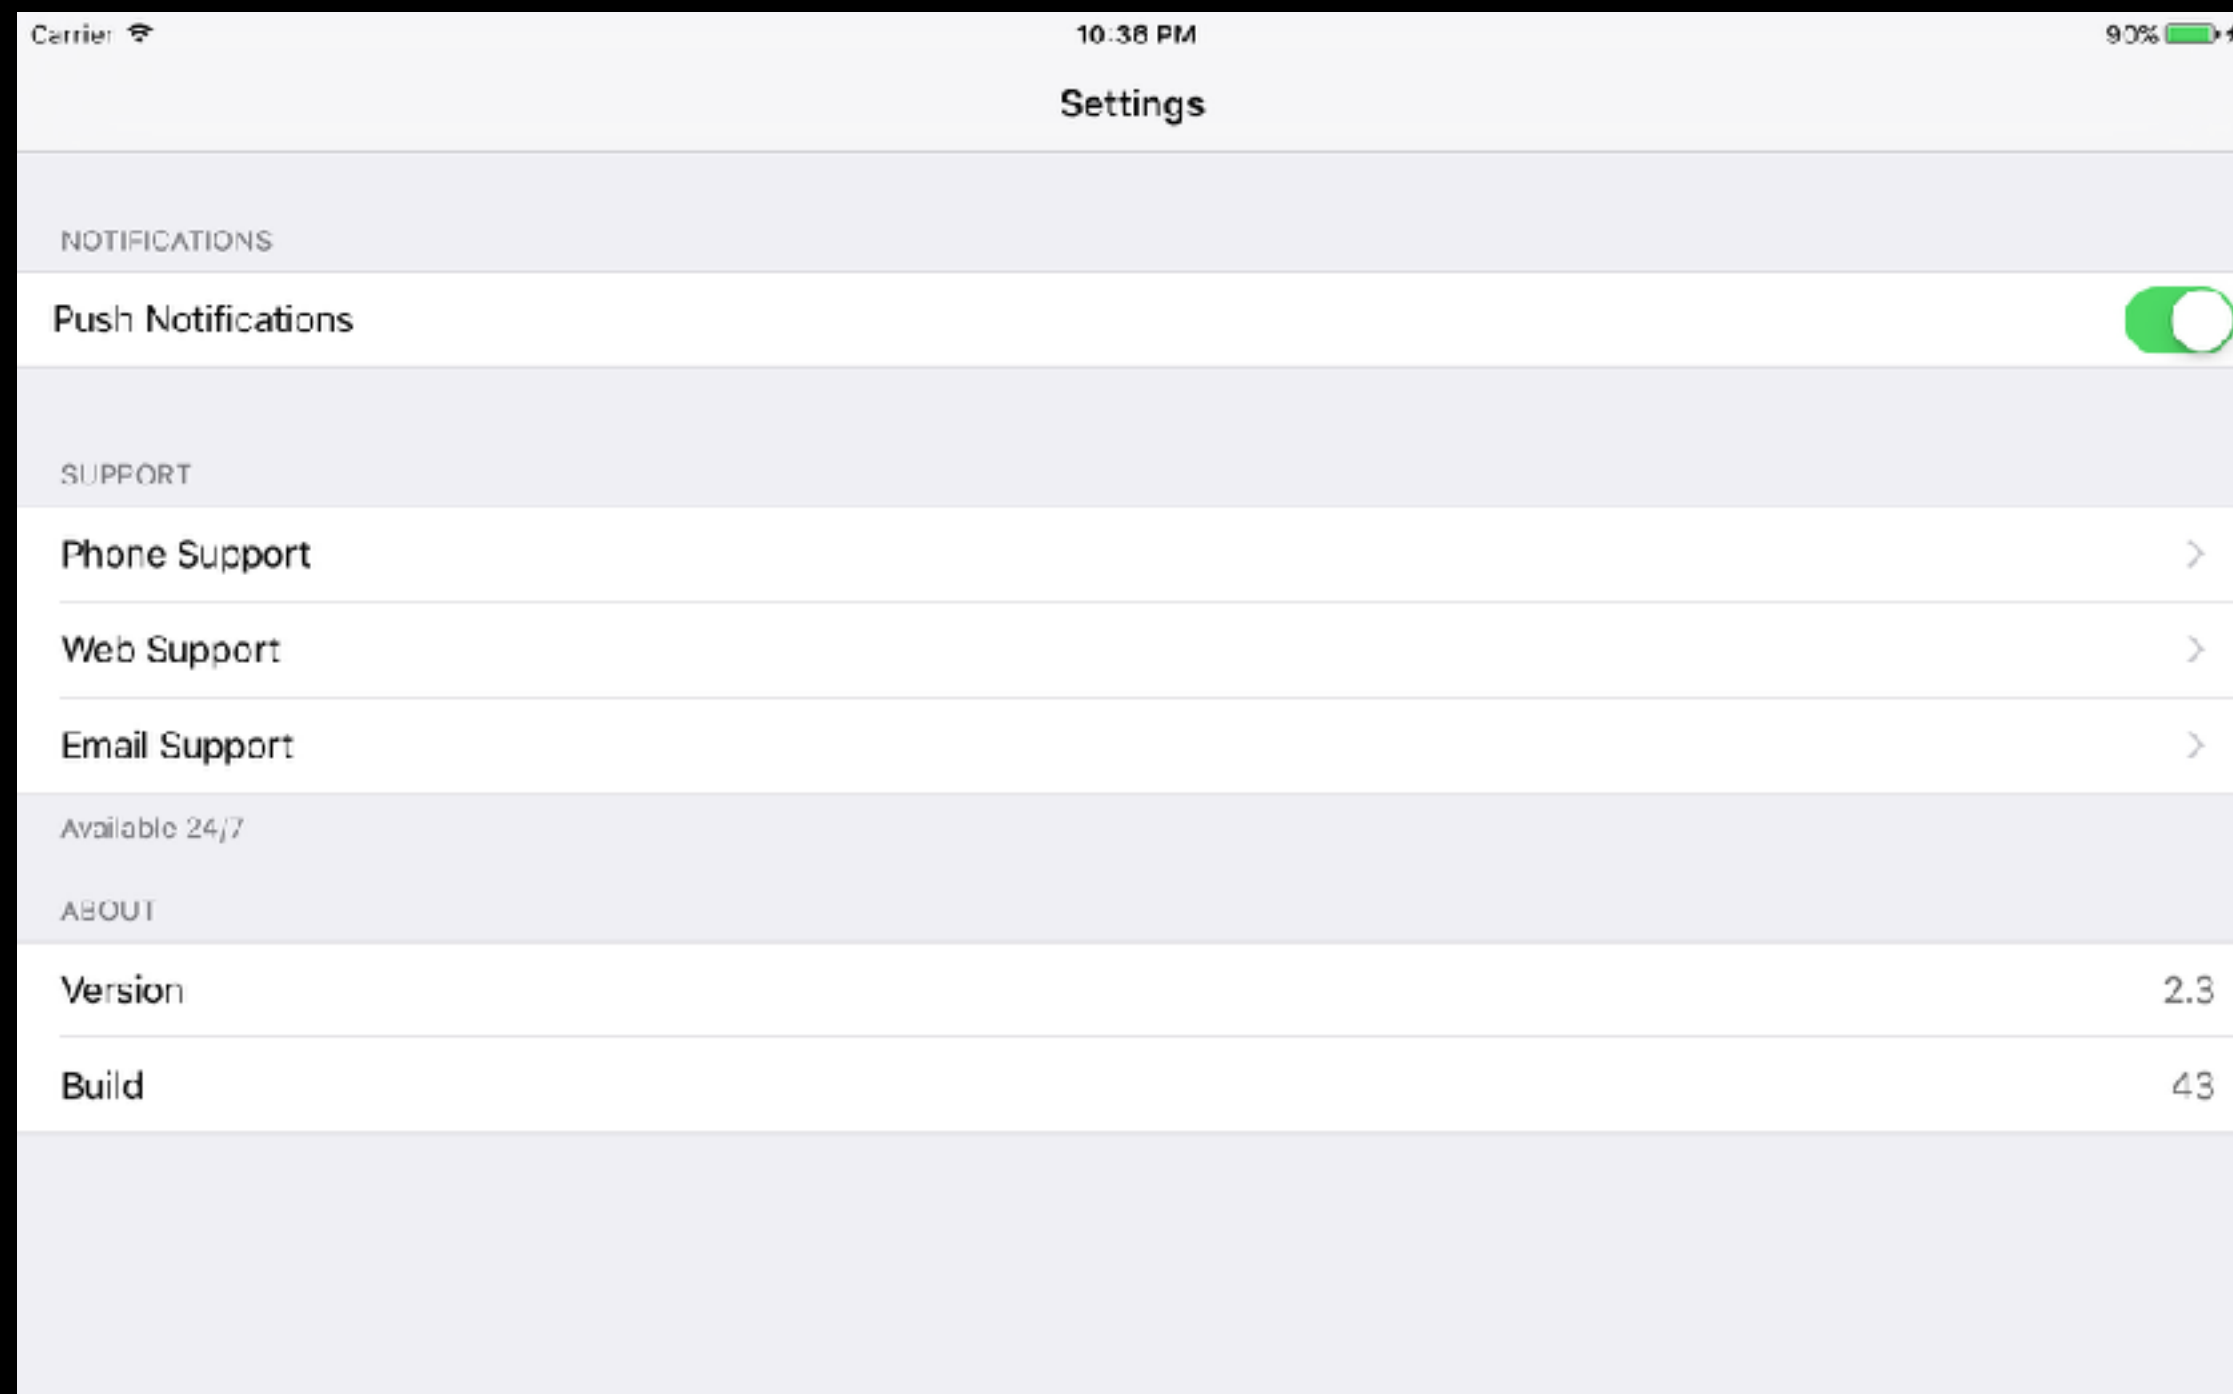 Carrier
10:38 PM
90%
Settings
NOTIFICATIONS
Push Notifications
SUPPORT
Phone Support
Web Support
Email Support
Available 24/7
ABOUT
Version 2.3
Build 43